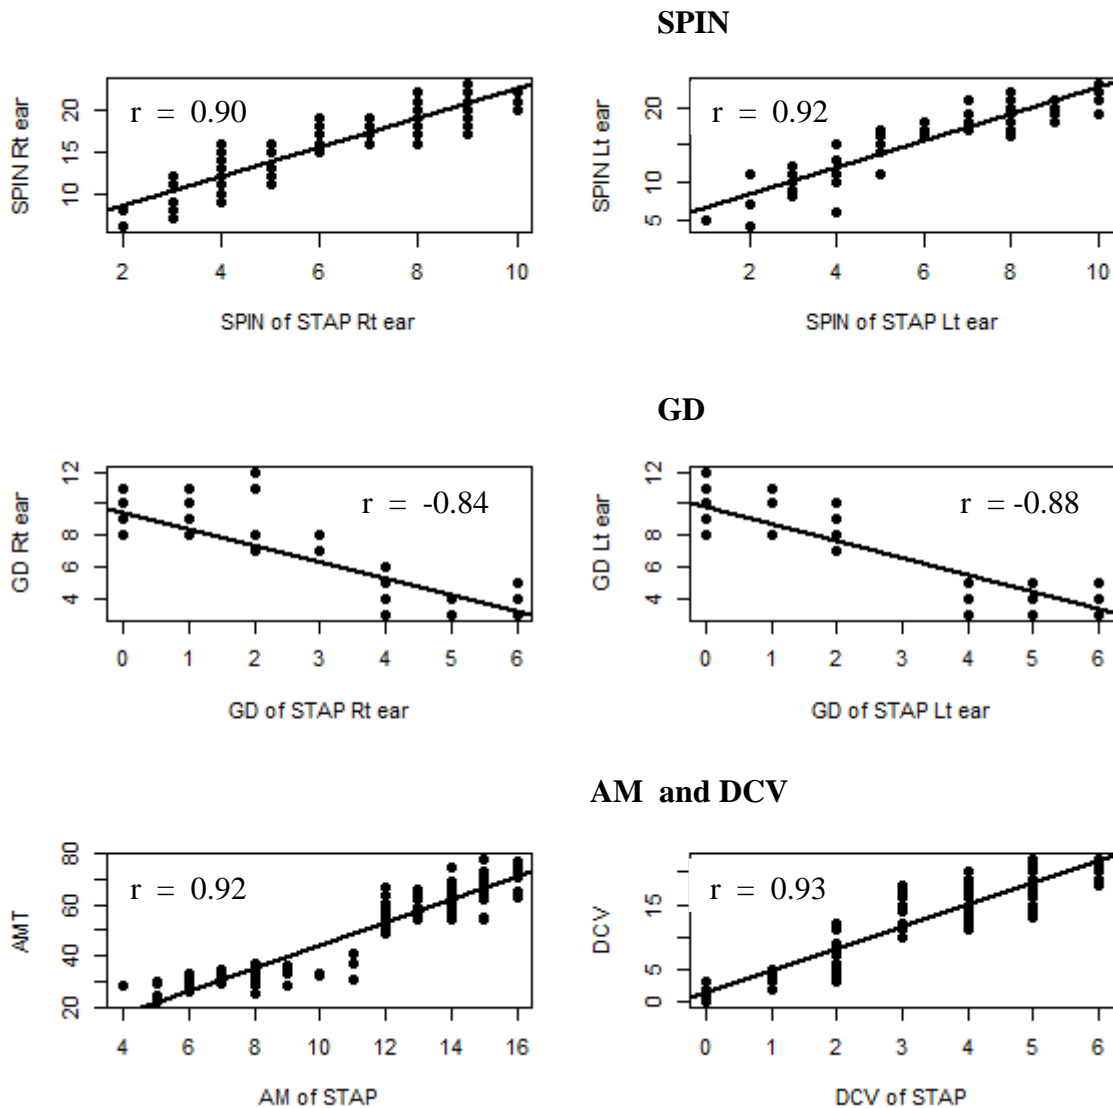 SPIN
r = 0.90
SPIN Rt ear
20
15
10
2 4 6 8 10
SPIN of STAP Rt ear
r = 0.92
SPIN Lt ear
20
10
5
2 4 6 8 10
SPIN of STAP Lt ear
GD
r = -0.84
GD Rt ear
12
8
6
4
0 1 2 3 4 5 6
GD of STAP Rt ear
r = -0.88
GD Lt ear
12
8
6
4
0 1 2 3 4 5 6
GD of STAP Lt ear
AM and DCV
r = 0.92
AMT
80
60
40
20
4 6 8 10 12 14 16
AM of STAP
r = 0.93
DCV
15
5
0
0 1 2 3 4 5 6
DCV of STAP